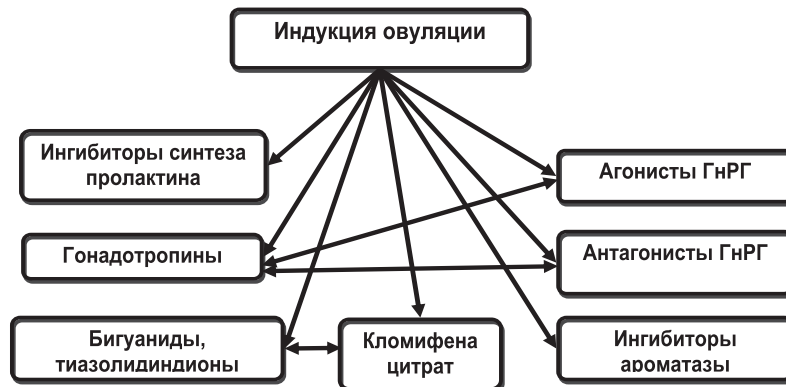 Индукция овуляции
Ингибиторы синтеза
пролактина
Агонисты ГнРГ
Гонадотропины
Антагонисты ГнРГ
Бигуаниды,
тиазолидиндионы
Кломифена
цитрат
Ингибиторы
ароматазы